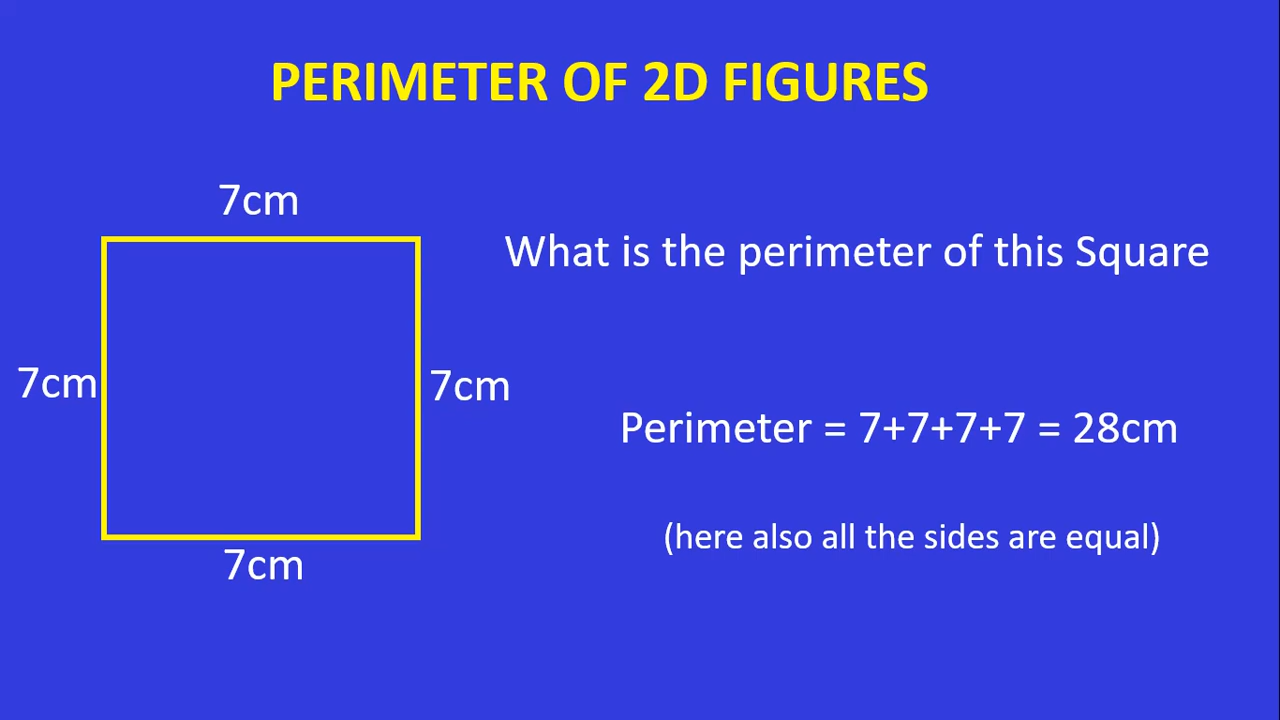 PERIMETER OF 2D FIGURES
7cm
What is the perimeter of this Square
7cm
7cm
Perimeter = 7+7+7+7 = 28cm
(here also all the sides are equal)
7cm